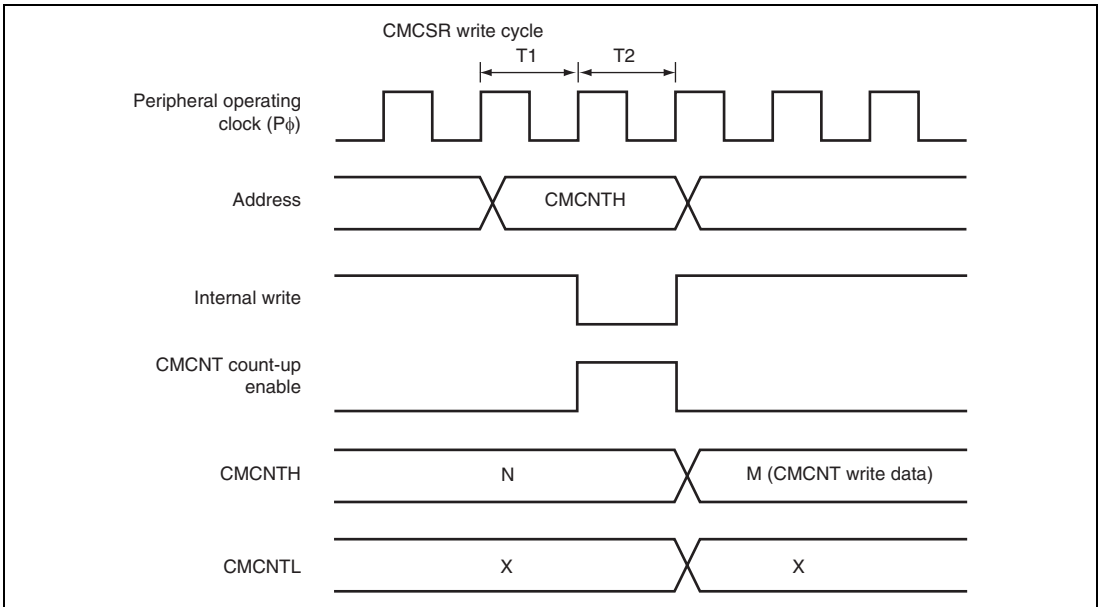 CMCSR write cycle
T1 T2
Peripheral operating
clock (Pϕ)
Address CMCNTH
Internal write
CMCNT count-up
enable
CMCNTH N M (CMCNT write data)
CMCNTL X X